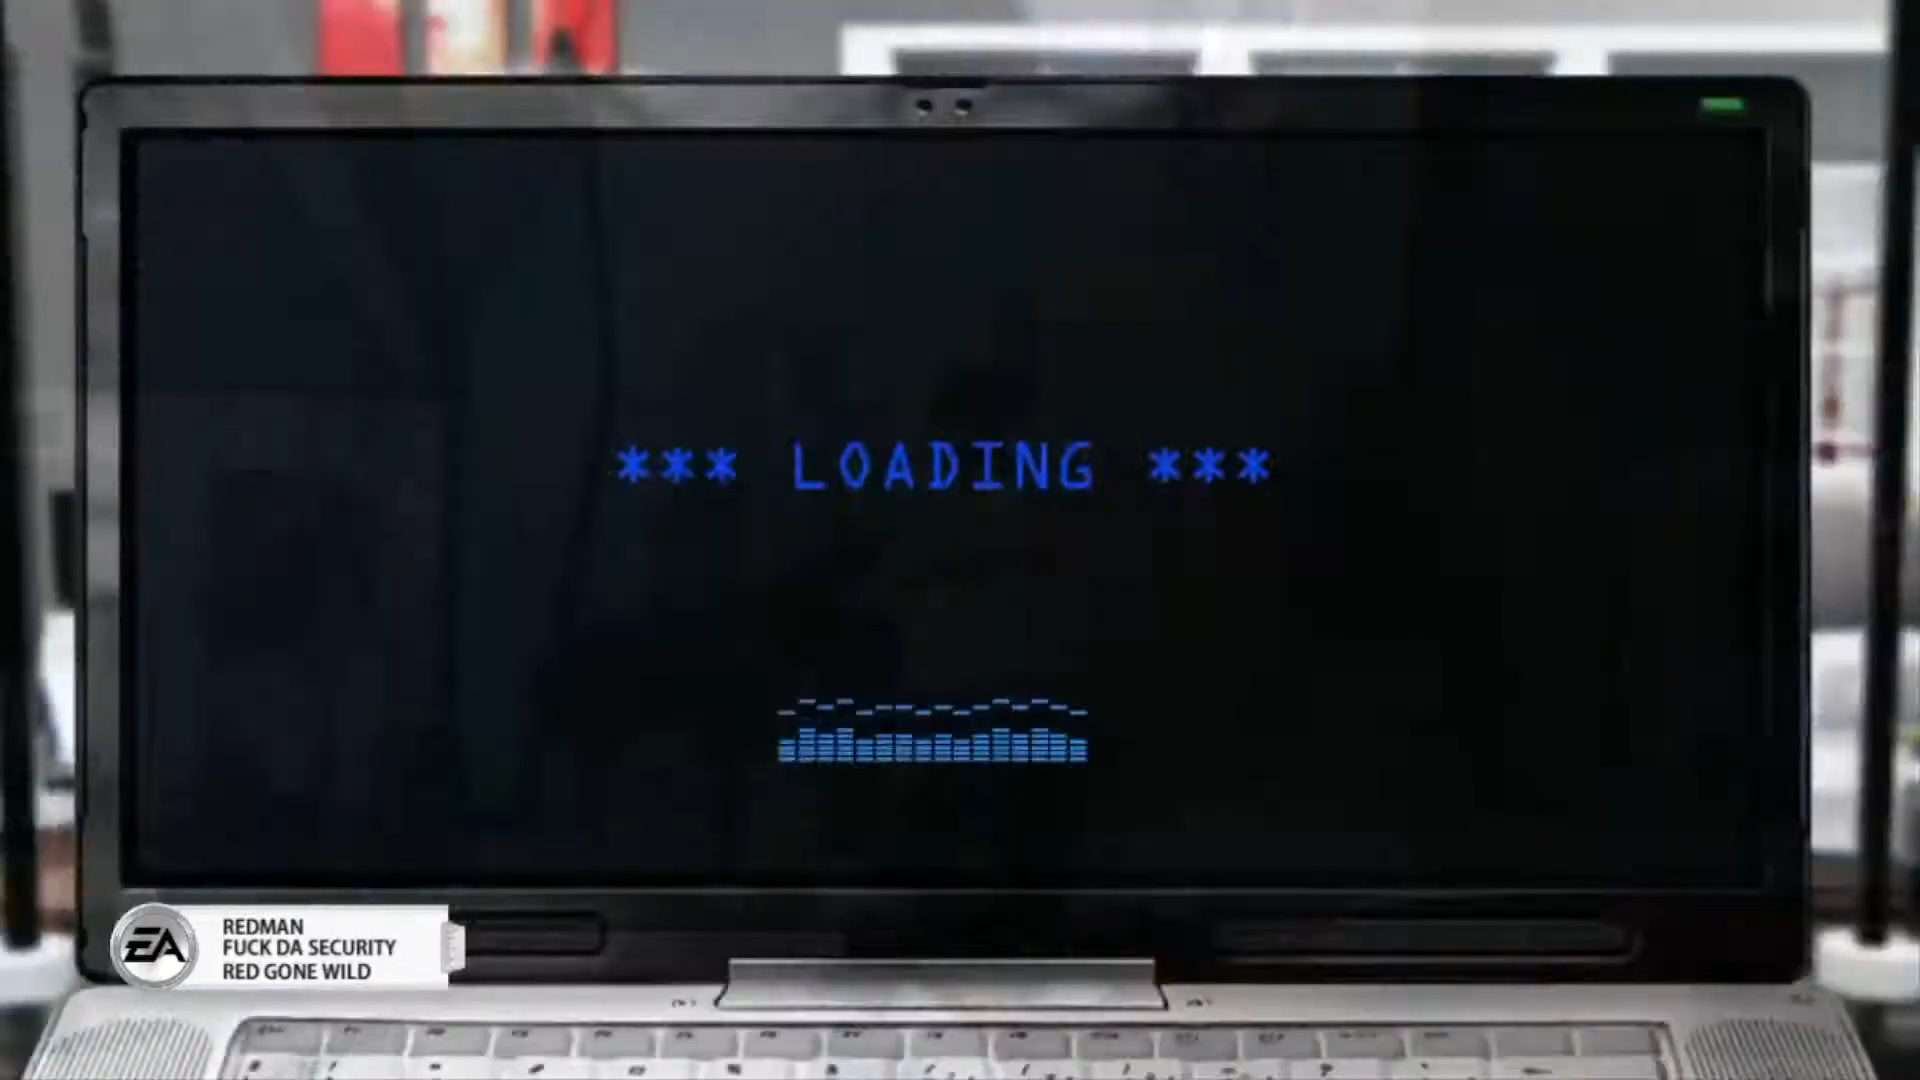 *** LOADING ***
EA
REDMAN
FUCK DA SECURITY
RED GONE WILD